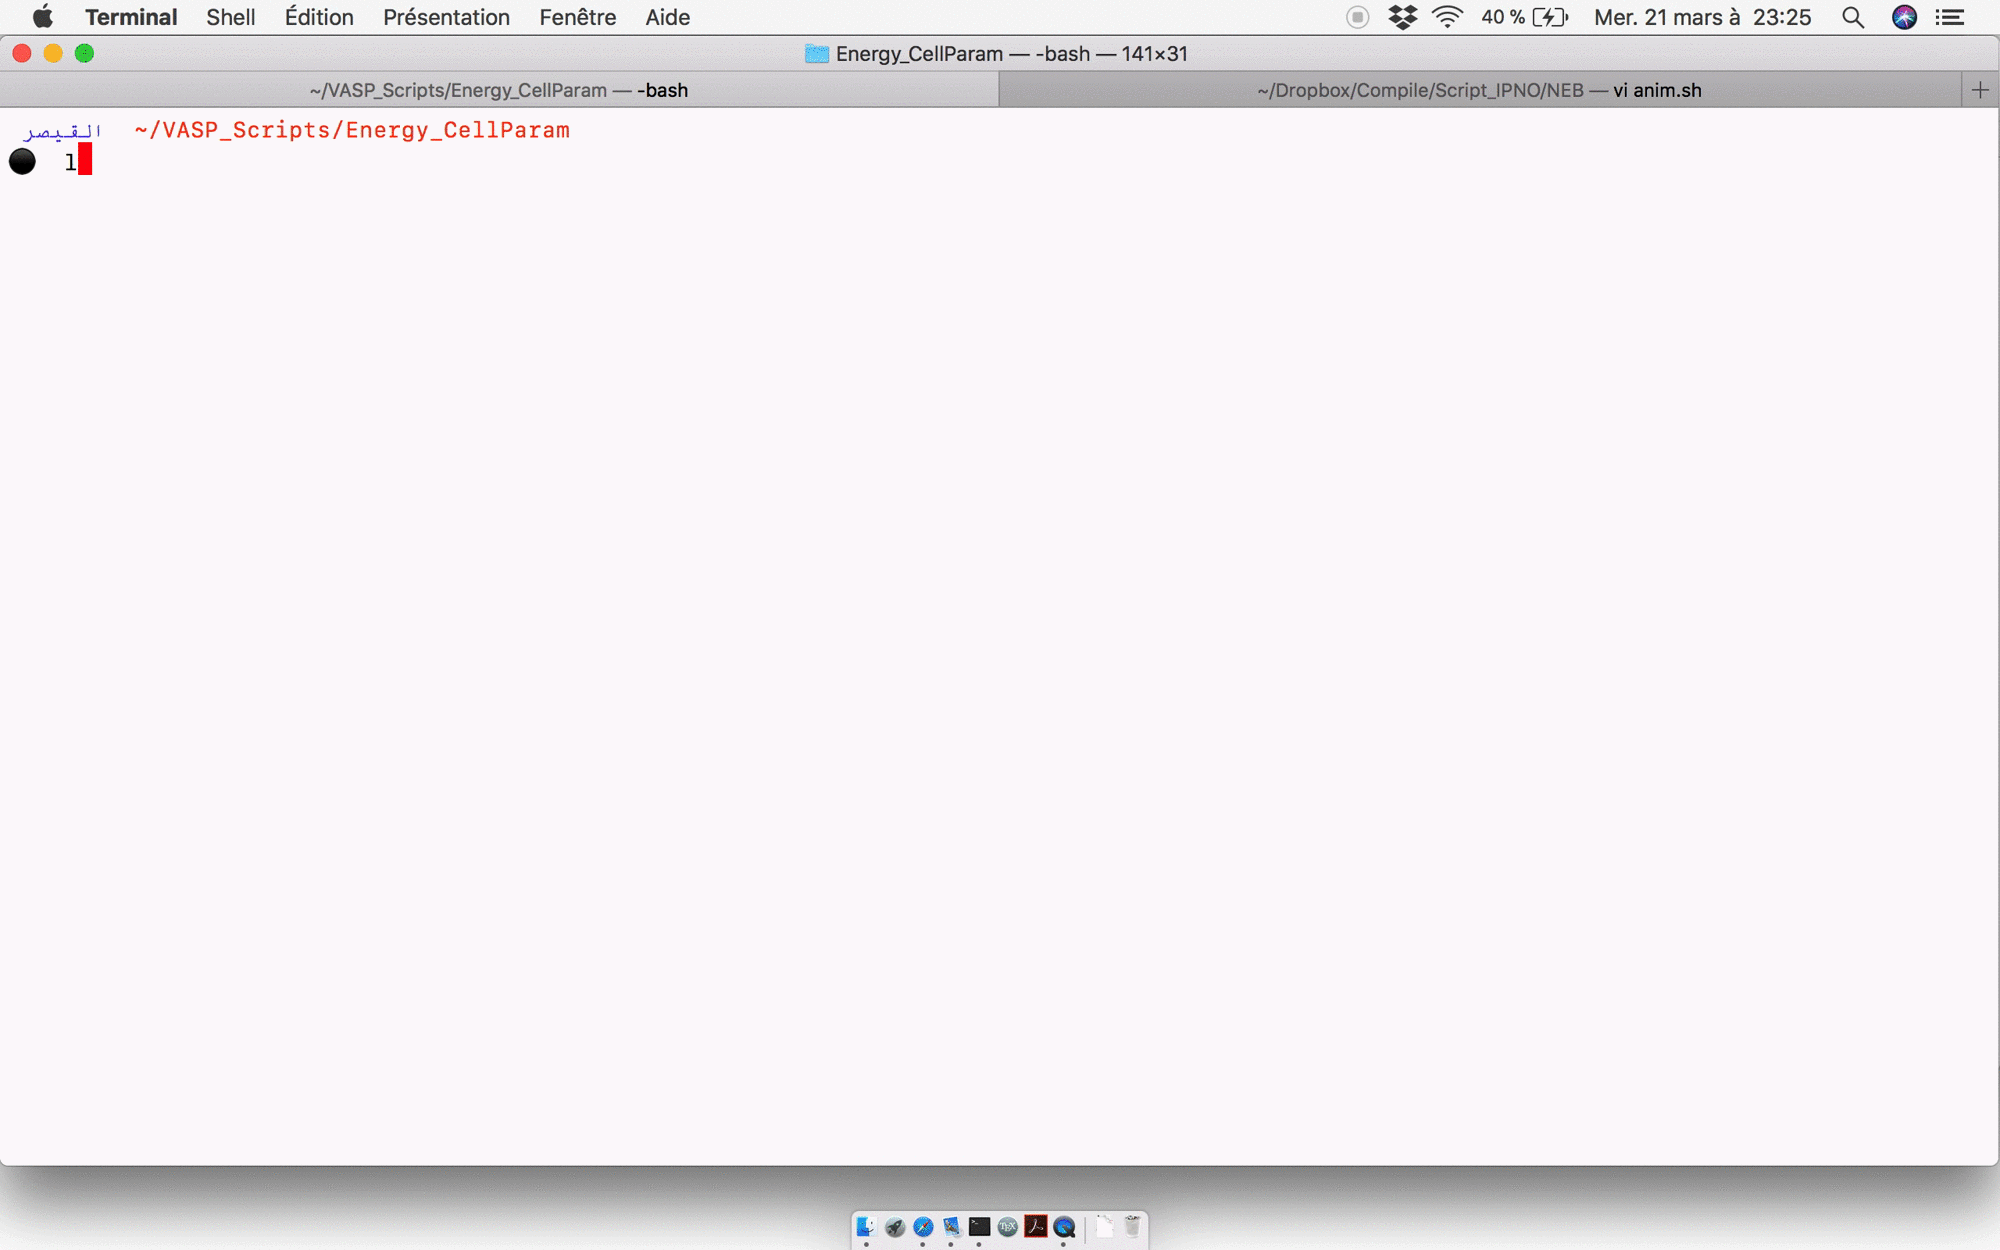 Terminal Shell Édition Présentation Fenêtre Aide 40 % Mer. 21 mars à 23:25
Energy_CellParam — -bash — 141×31
~/VASP_Scripts/Energy_CellParam — -bash ~/Dropbox/Compile/Script_IPNO/NEB — vi anim.sh +
القيصر ~/VASP_Scripts/Energy_CellParam
l
TEX